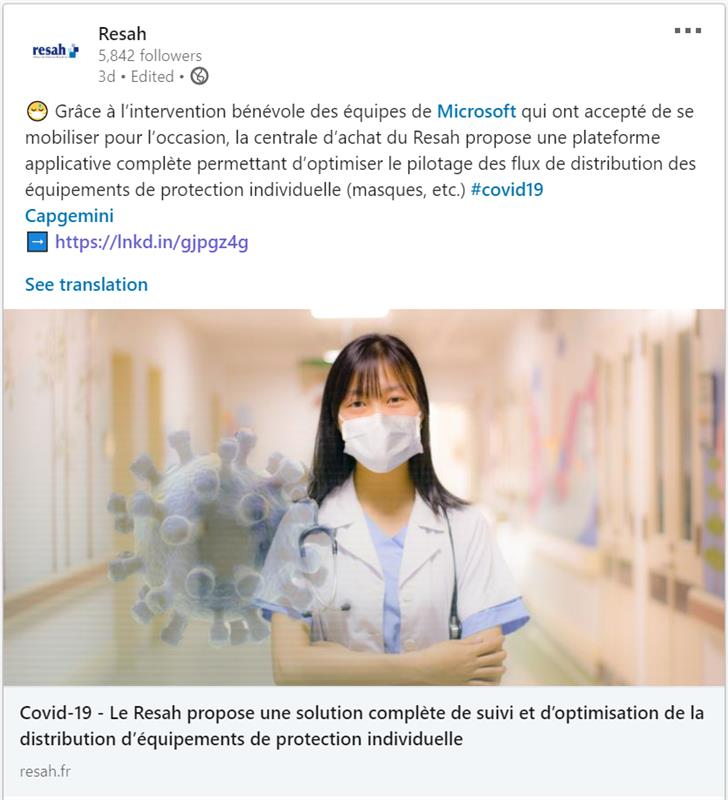 resah
Resah
5,842 followers
3d • Edited •
😷 Grâce à l’intervention bénévole des équipes de Microsoft qui ont accepté de se
mobiliser pour l’occasion, la centrale d’achat du Resah propose une plateforme
applicative complète permettant d’optimiser le pilotage des flux de distribution des
équipements de protection individuelle (masques, etc.) #covid19
Capgemini
➡ https://lnkd.in/gjpgz4g
See translation
Covid-19 - Le Resah propose une solution complète de suivi et d’optimisation de la
distribution d’équipements de protection individuelle
resah.fr